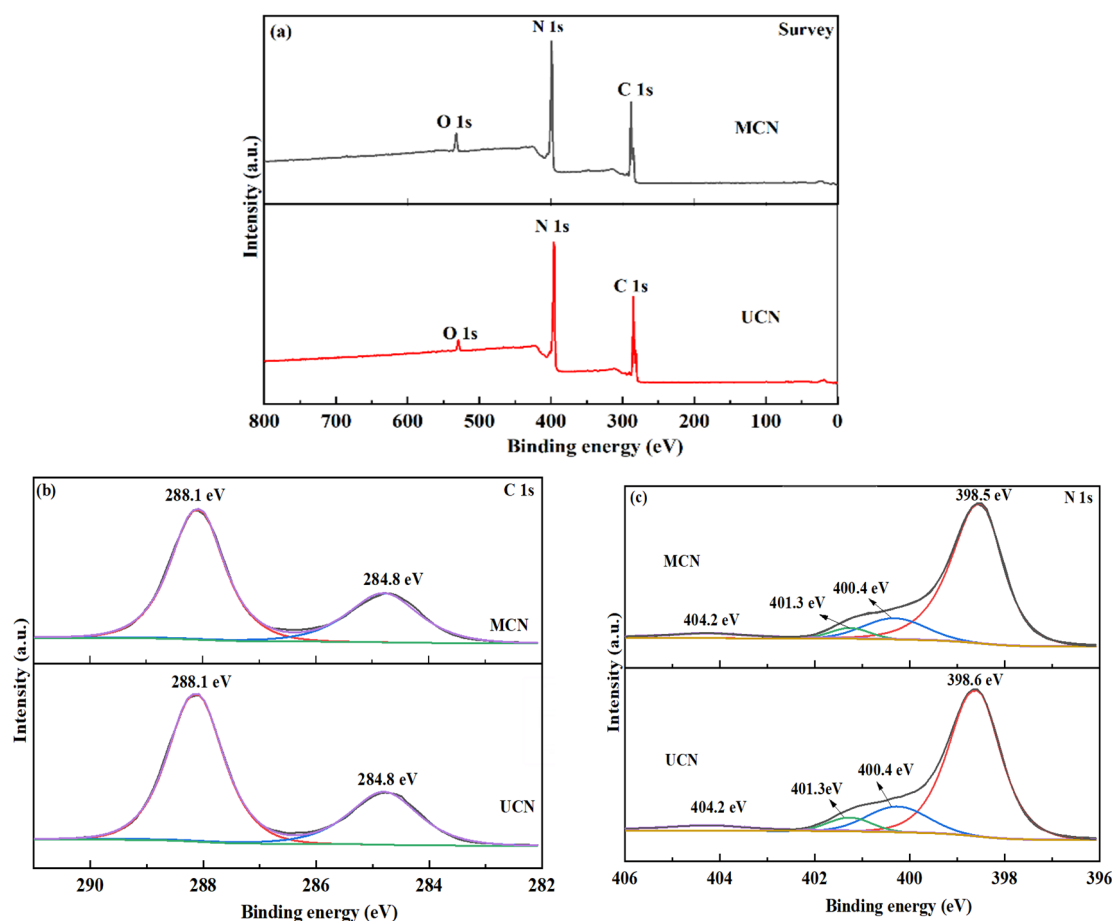 (a)
Survey
N 1s
C 1s
O 1s
MCN
N 1s
C 1s
O 1s
UCN
Intensity (a.u.)
800 700 600 500 400 300 200 100 0
Binding energy (eV)
(b)
C 1s
288.1 eV
284.8 eV
MCN
288.1 eV
284.8 eV
UCN
Intensity (a.u.)
290 288 286 284 282
Binding energy (eV)
(c)
398.5 eV
N 1s
MCN
400.4 eV
401.3 eV
404.2 eV
398.6 eV
UCN
400.4 eV
401.3eV
404.2 eV
Intensity (a.u.)
406 404 402 400 398 396
Binding energy (eV)